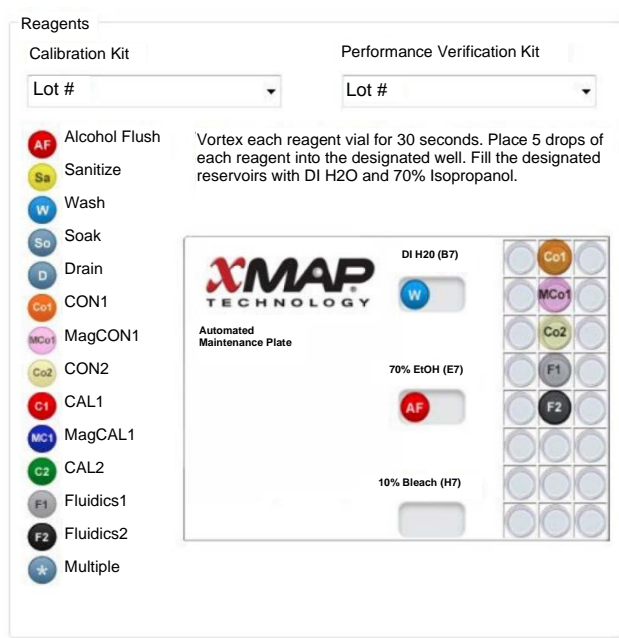 Reagents
Calibration Kit
Performance Verification Kit
Lot #
Lot #
AF Alcohol Flush
Sa Sanitize
W Wash
So Soak
D Drain
Co1 CON1
MCo1 MagCON1
Co2 CON2
C1 CAL1
MC1 MagCAL1
C2 CAL2
F1 Fluidics1
F2 Fluidics2
* Multiple
Vortex each reagent vial for 30 seconds. Place 5 drops of
each reagent into the designated well. Fill the designated
reservoirs with DI H2O and 70% Isopropanol.
XMAP
TECHNOLOGY
Automated
Maintenance Plate
DI H20 (B7)
W
70% EtOH (E7)
AF
10% Bleach (H7)
Co1
MCo1
Co2
F1
F2